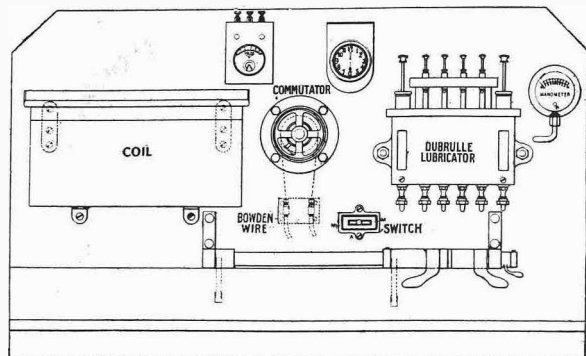 COMMUTATOR
MANOMETER
COIL
DUBRULLE
LUBRICATOR
BOWDEN
WIRE
SWITCH